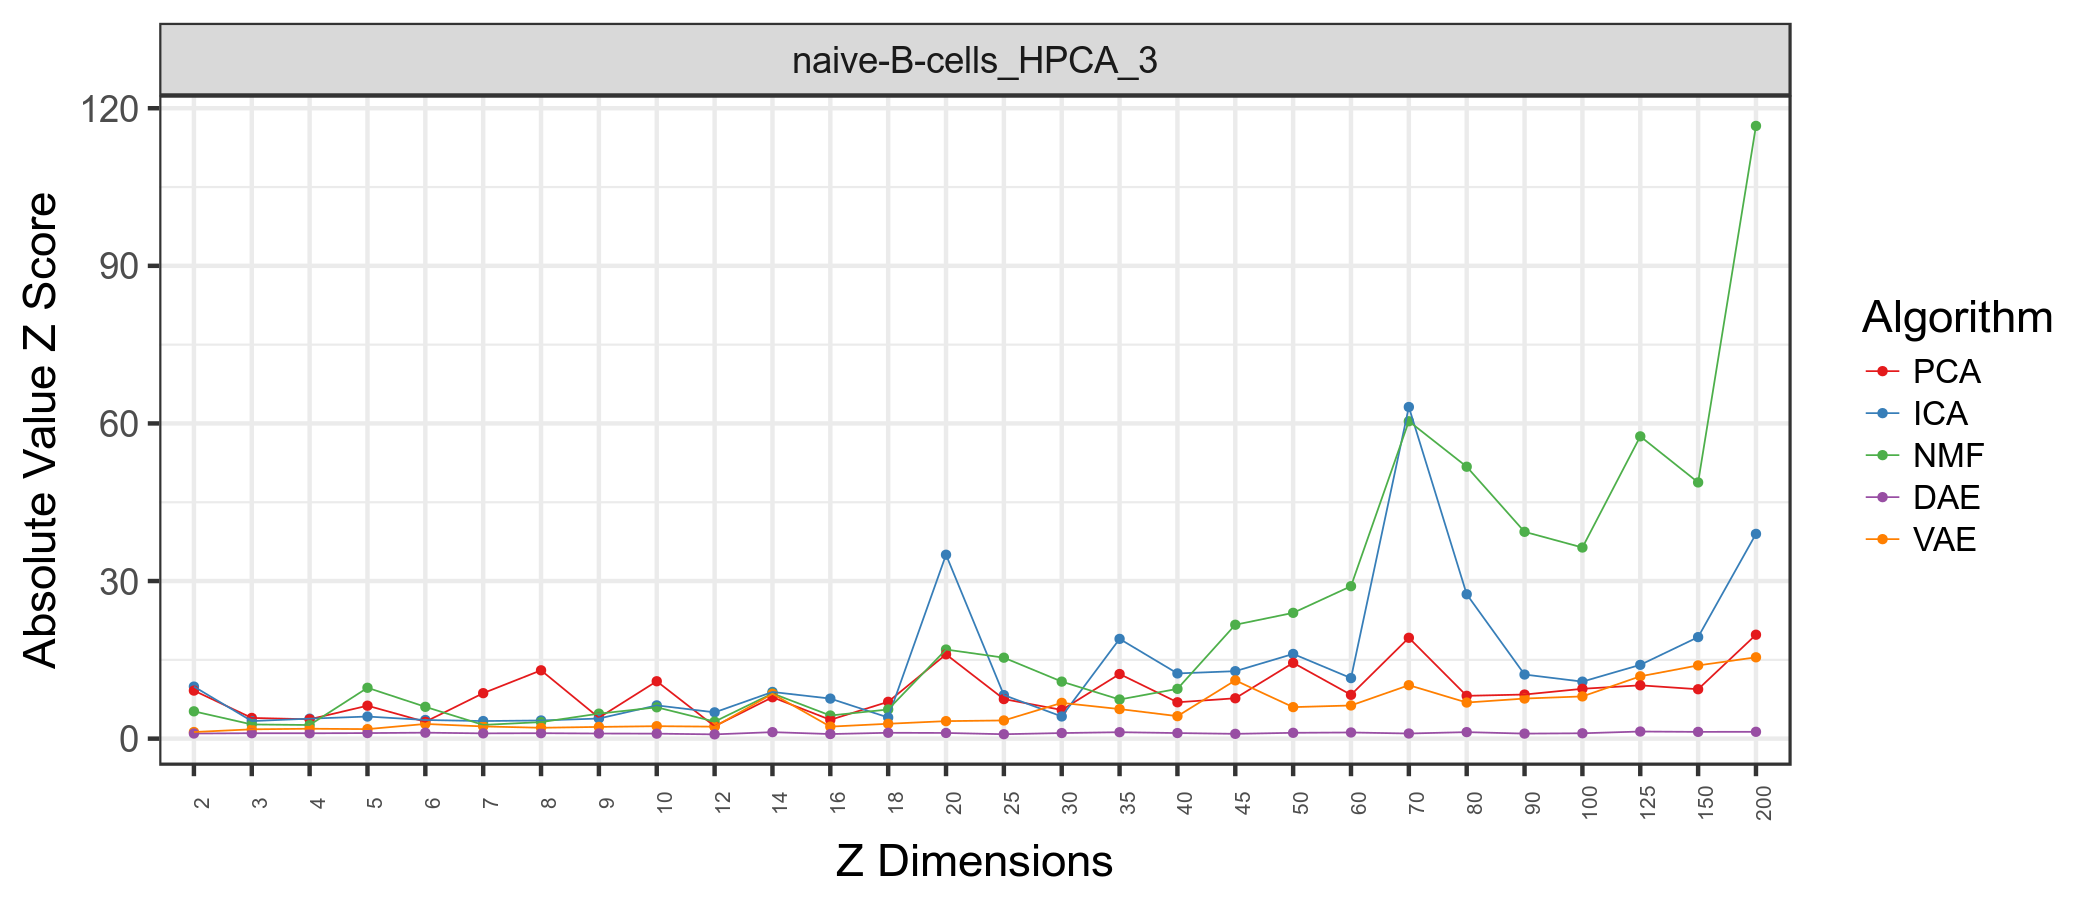 naive-B-cells_HPCA_3
Absolute Value Z Score
120
90
60
30
0
2 3 4 5 6 7 8 9 10 12 14 16 18 20 25 30 35 40 45 50 60 70 80 90 100 125 150 200
Z Dimensions
Algorithm
PCA
ICA
NMF
DAE
VAE